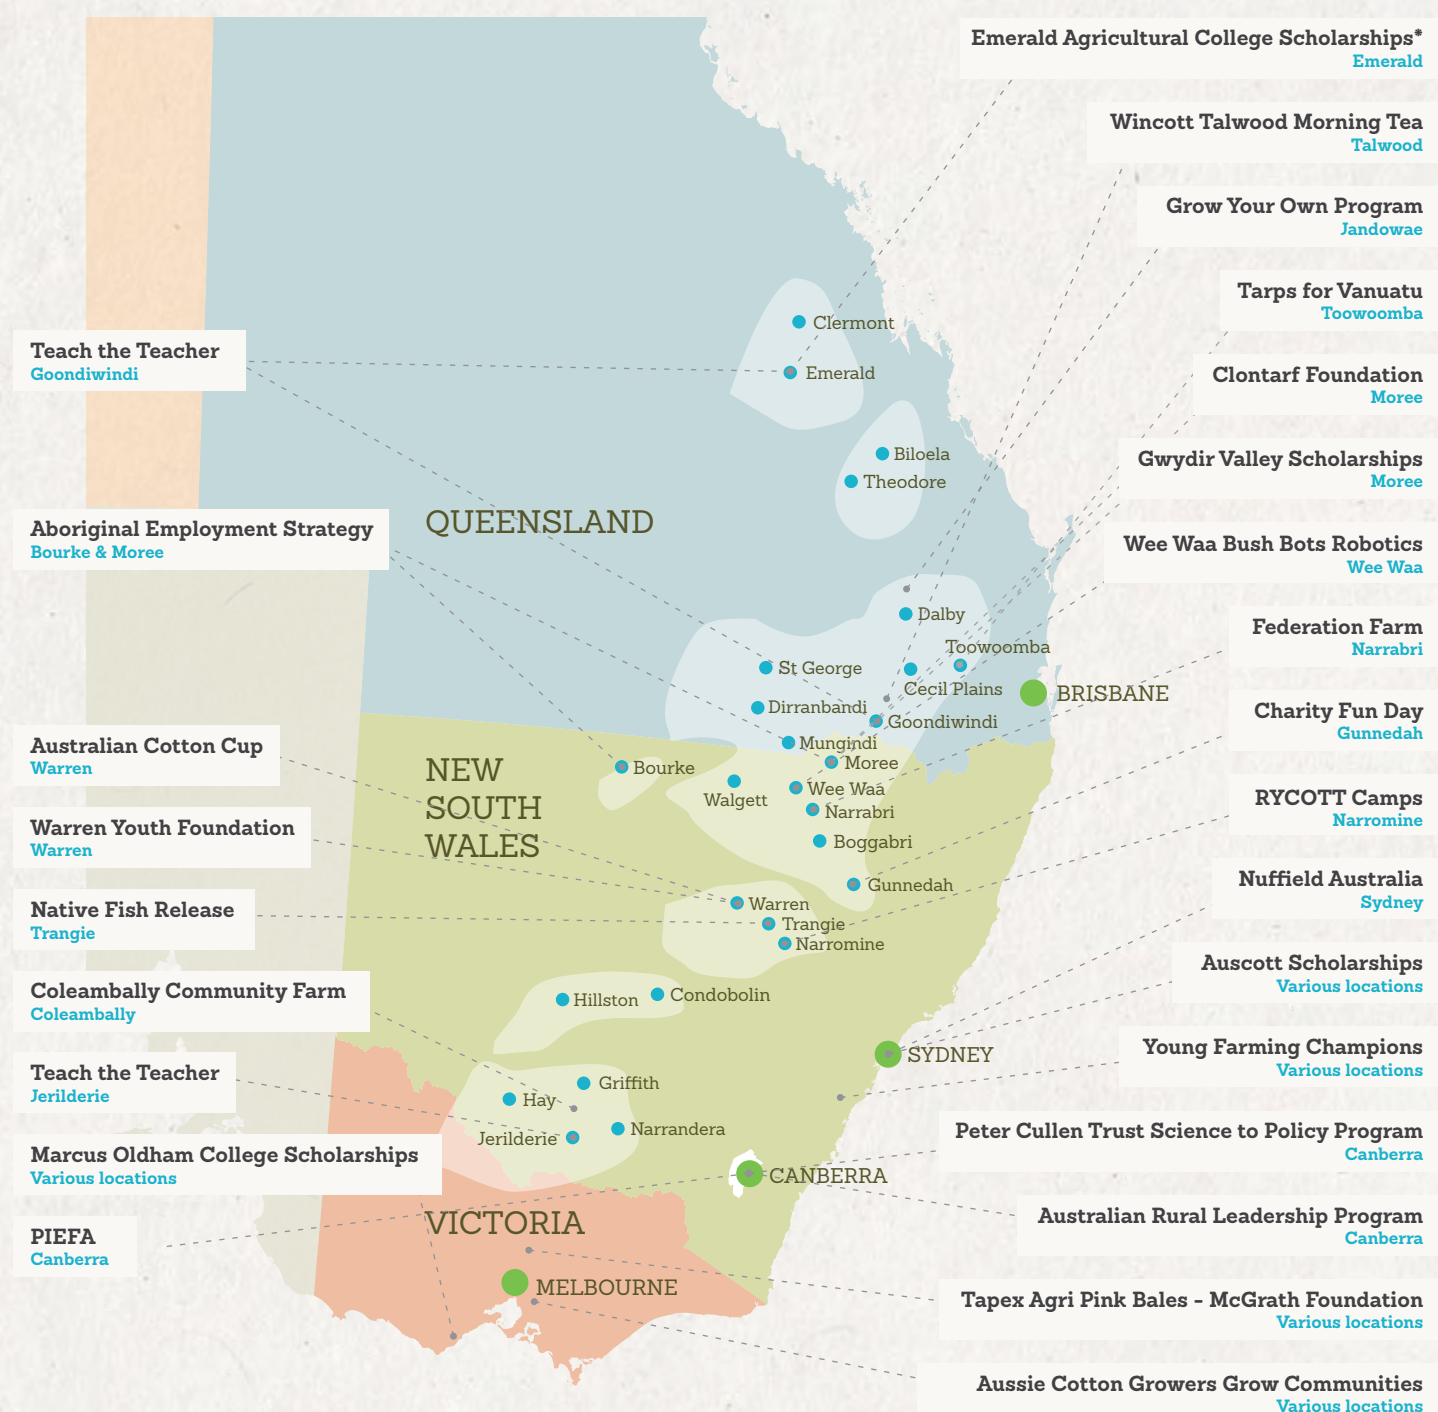 Emerald Agricultural College Scholarships*
Emerald
Wincott Talwood Morning Tea
Talwood
Grow Your Own Program
Jandowae
Tarps for Vanuatu
Toowoomba
Clontarf Foundation
Moree
Gwydir Valley Scholarships
Moree
Wee Waa Bush Bots Robotics
Wee Waa
Federation Farm
Narrabri
Charity Fun Day
Gunnedah
RYCOTT Camps
Narromine
Nuffield Australia
Sydney
Auscott Scholarships
Various locations
Young Farming Champions
Various locations
Peter Cullen Trust Science to Policy Program
Canberra
Australian Rural Leadership Program
Canberra
Tapex Agri Pink Bales - McGrath Foundation
Various locations
Aussie Cotton Growers Grow Communities
Various locations
Teach the Teacher
Goondiwindi
Aboriginal Employment Strategy
Bourke & Moree
Australian Cotton Cup
Warren
Warren Youth Foundation
Warren
Native Fish Release
Trangie
Coleambally Community Farm
Coleambally
Teach the Teacher
Jerilderie
Marcus Oldham College Scholarships
Various locations
PIEFA
Canberra
Clermont
Emerald
Biloela
Theodore
QUEENSLAND
Dalby
Toowoomba
St George
Cecil Plains
BRISBANE
Dirranbandi
Goondiwindi
Mungindi
Moree
Bourke
NEW
SOUTH
WALES
Walgett
Wee Waa
Narrabri
Boggabri
Gunnedah
Warren
Trangie
Narromine
Hillston
Condobolin
SYDNEY
Griffith
Hay
Narrandera
Jerilderie
CANBERRA
VICTORIA
MELBOURNE